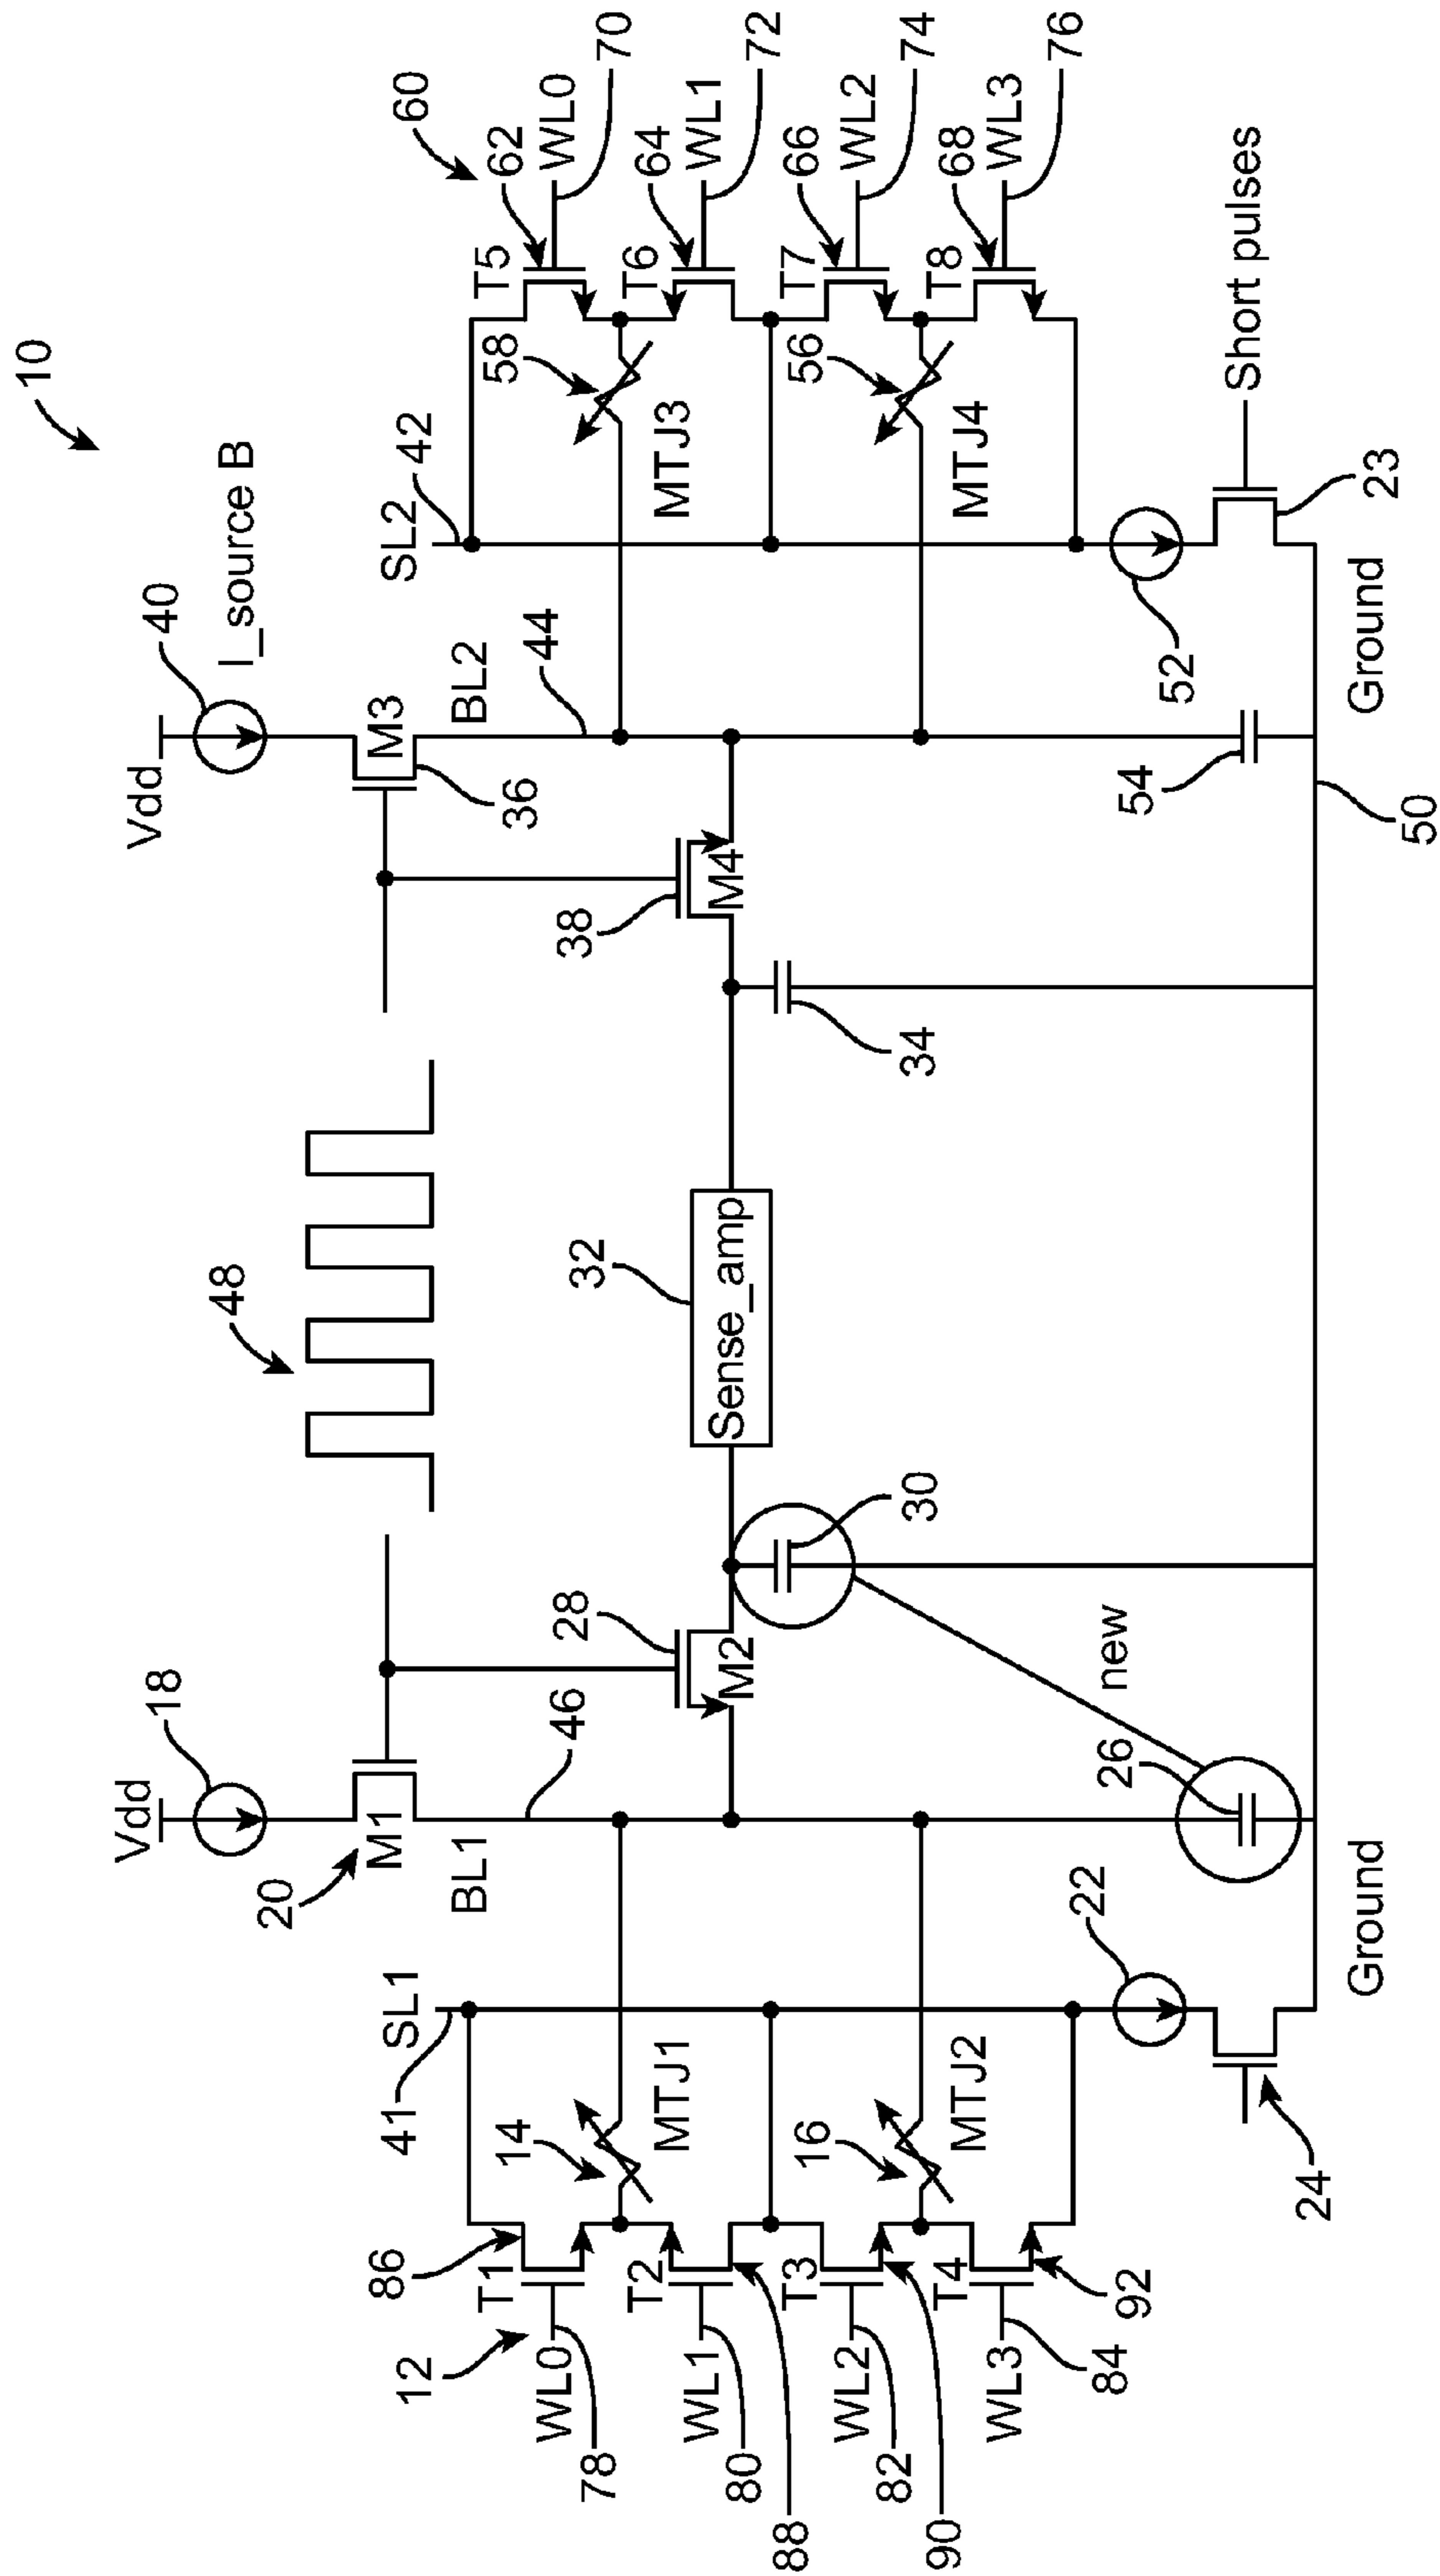 10
Vdd
18
20
M1
BL1
46
48
Vdd
40
I_source B
M3
36
BL2
44
41
SL1
SL2
42
60
12
86
T1
WL0
78
14
MTJ1
T2
WL1
80
88
T3
WL2
82
90
16
MTJ2
T4
WL3
84
92
28
M2
30
32
Sense_amp
34
38
M4
58
MTJ3
T5
62
WL0
70
T6
64
WL1
72
56
MTJ4
T7
66
WL2
74
T8
68
WL3
76
22
24
Ground
new
26
54
50
52
Ground
23
Short pulses